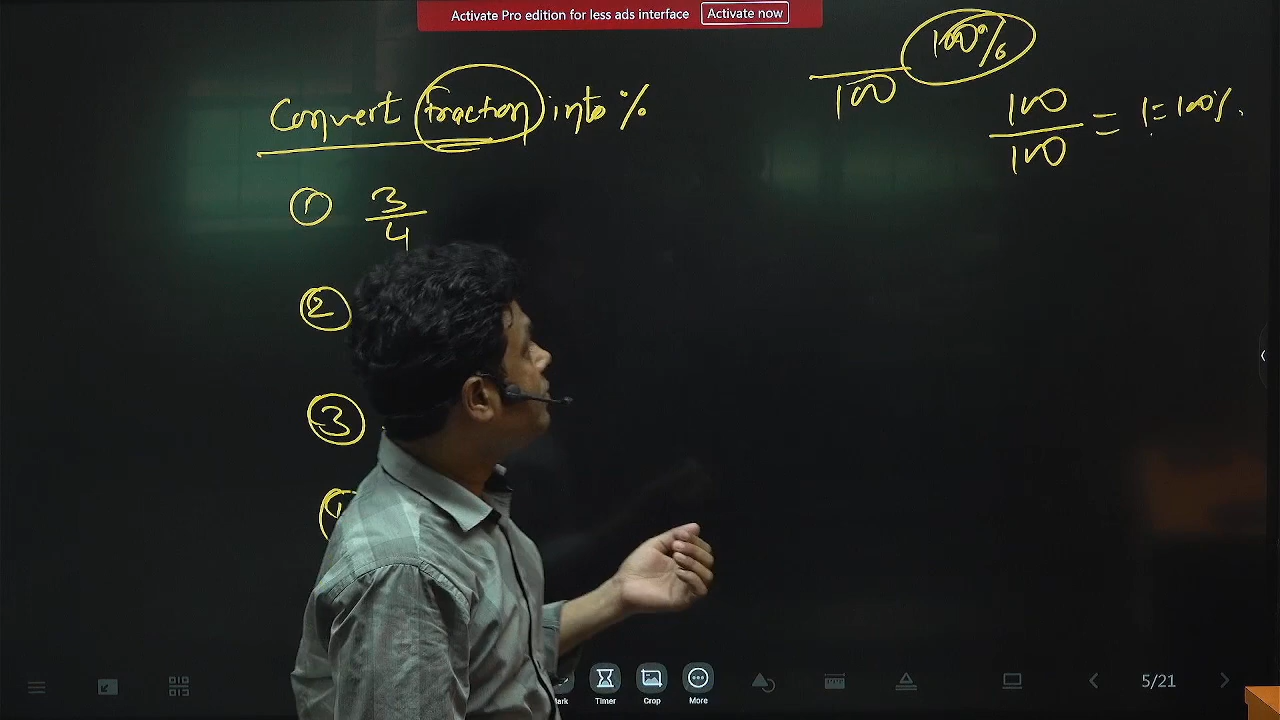 Activate Pro edition for less ads interface Activate now
100%
100
100
100
= 1 = 100%.
Convert fraction into %
1 3
4
2
3
Timer Crop More
5/21